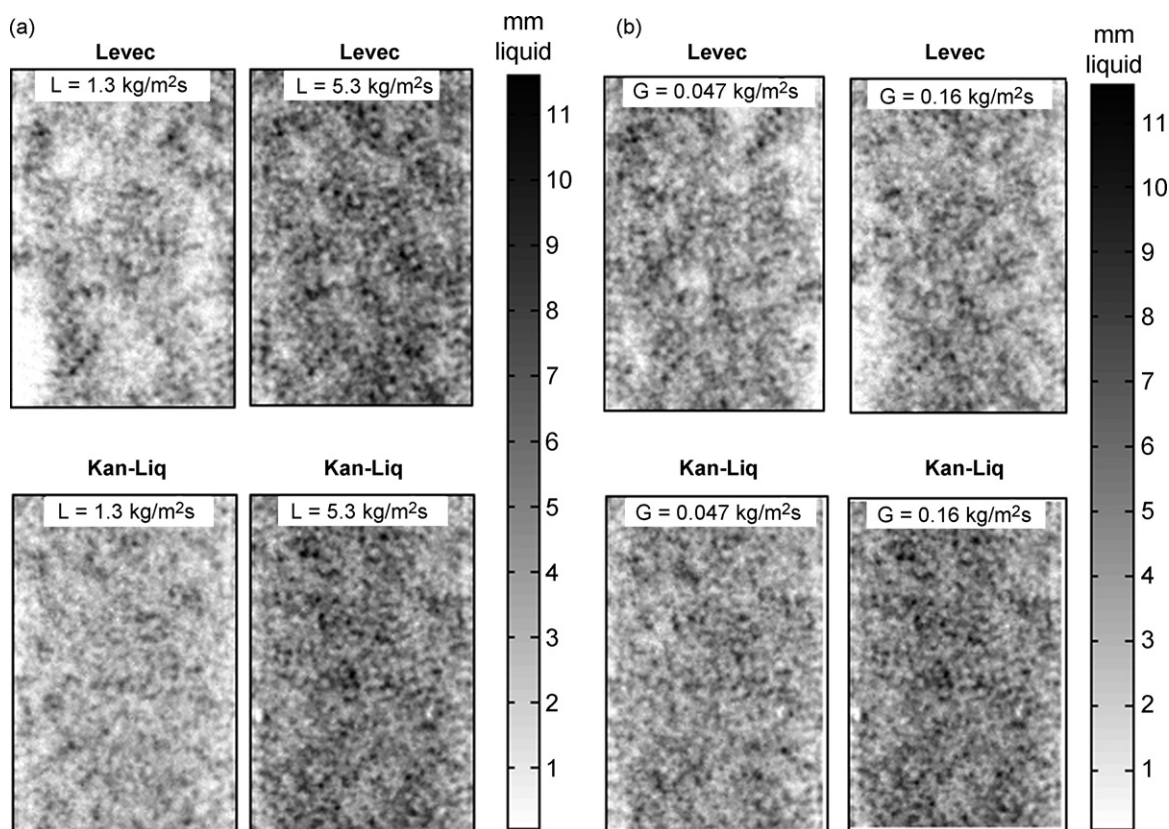 (a)
Levec
Levec
mm
liquid
L = 1.3 kg/m²s
L = 5.3 kg/m²s
11
10
9
8
7
6
5
4
3
2
1
Kan-Liq
Kan-Liq
L = 1.3 kg/m²s
L = 5.3 kg/m²s
(b)
Levec
Levec
mm
liquid
G = 0.047 kg/m²s
G = 0.16 kg/m²s
11
10
9
8
7
6
5
4
3
2
1
Kan-Liq
Kan-Liq
G = 0.047 kg/m²s
G = 0.16 kg/m²s